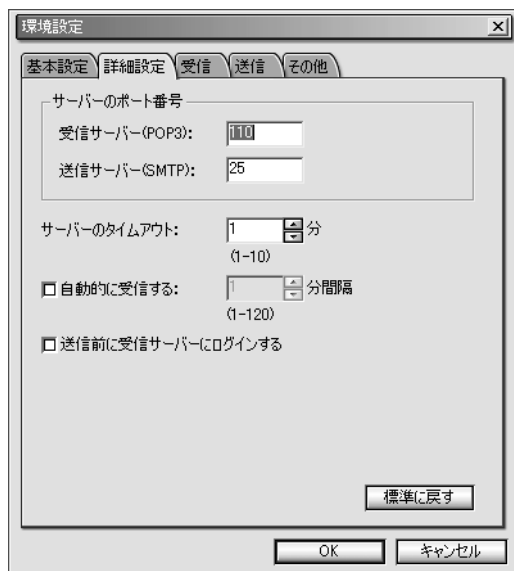 環境設定
基本設定 詳細設定 受信 送信 その他
サーバーのポート番号
受信サーバー(POP3): 110
送信サーバー(SMTP): 25
サーバーのタイムアウト: 1 分
(1-10)
自動的に受信する: 1 分間隔
(1-120)
送信前に受信サーバーにログインする
標準に戻す
OK キャンセル